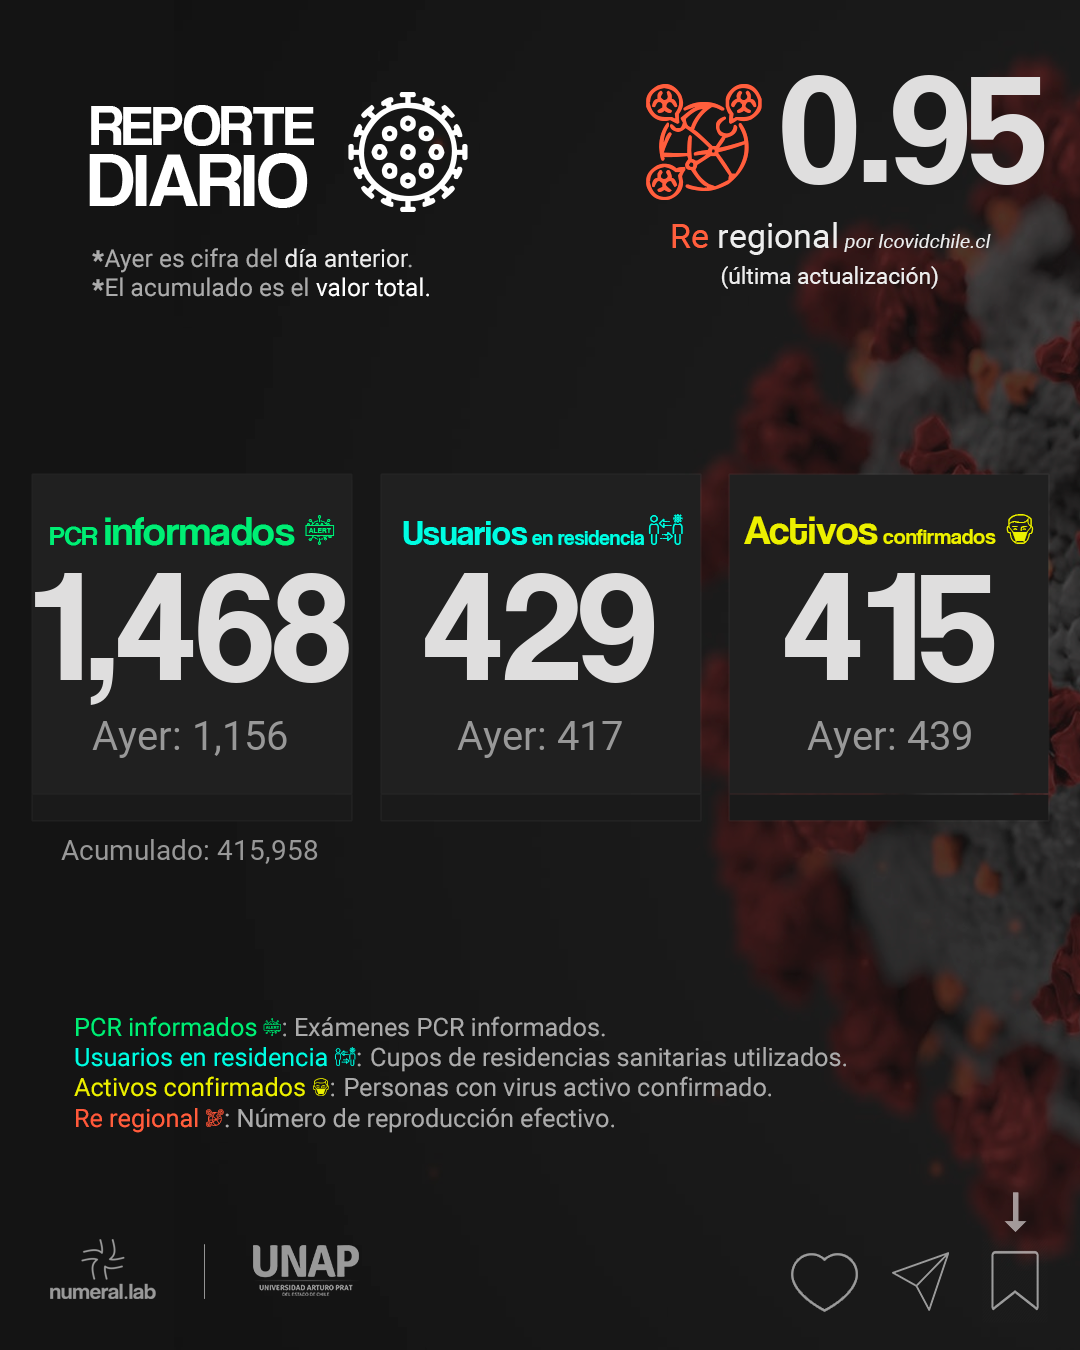 REPORTE
DIARIO
*Ayer es cifra del día anterior.
*El acumulado es el valor total.
0.95
Re regional por Icovidchile.cl
(última actualización)
PCR informados ALERT
1,468
Ayer: 1,156
Acumulado: 415,958
Usuarios en residencia
429
Ayer: 417
Activos confirmados
415
Ayer: 439
PCR informados ALERT: Exámenes PCR informados.
Usuarios en residencia: Cupos de residencias sanitarias utilizados.
Activos confirmados: Personas con virus activo confirmado.
Re regional: Número de reproducción efectivo.
numeral.lab
UNAP
UNIVERSIDAD ARTURO PRAT
DEL ESTADO DE CHILE